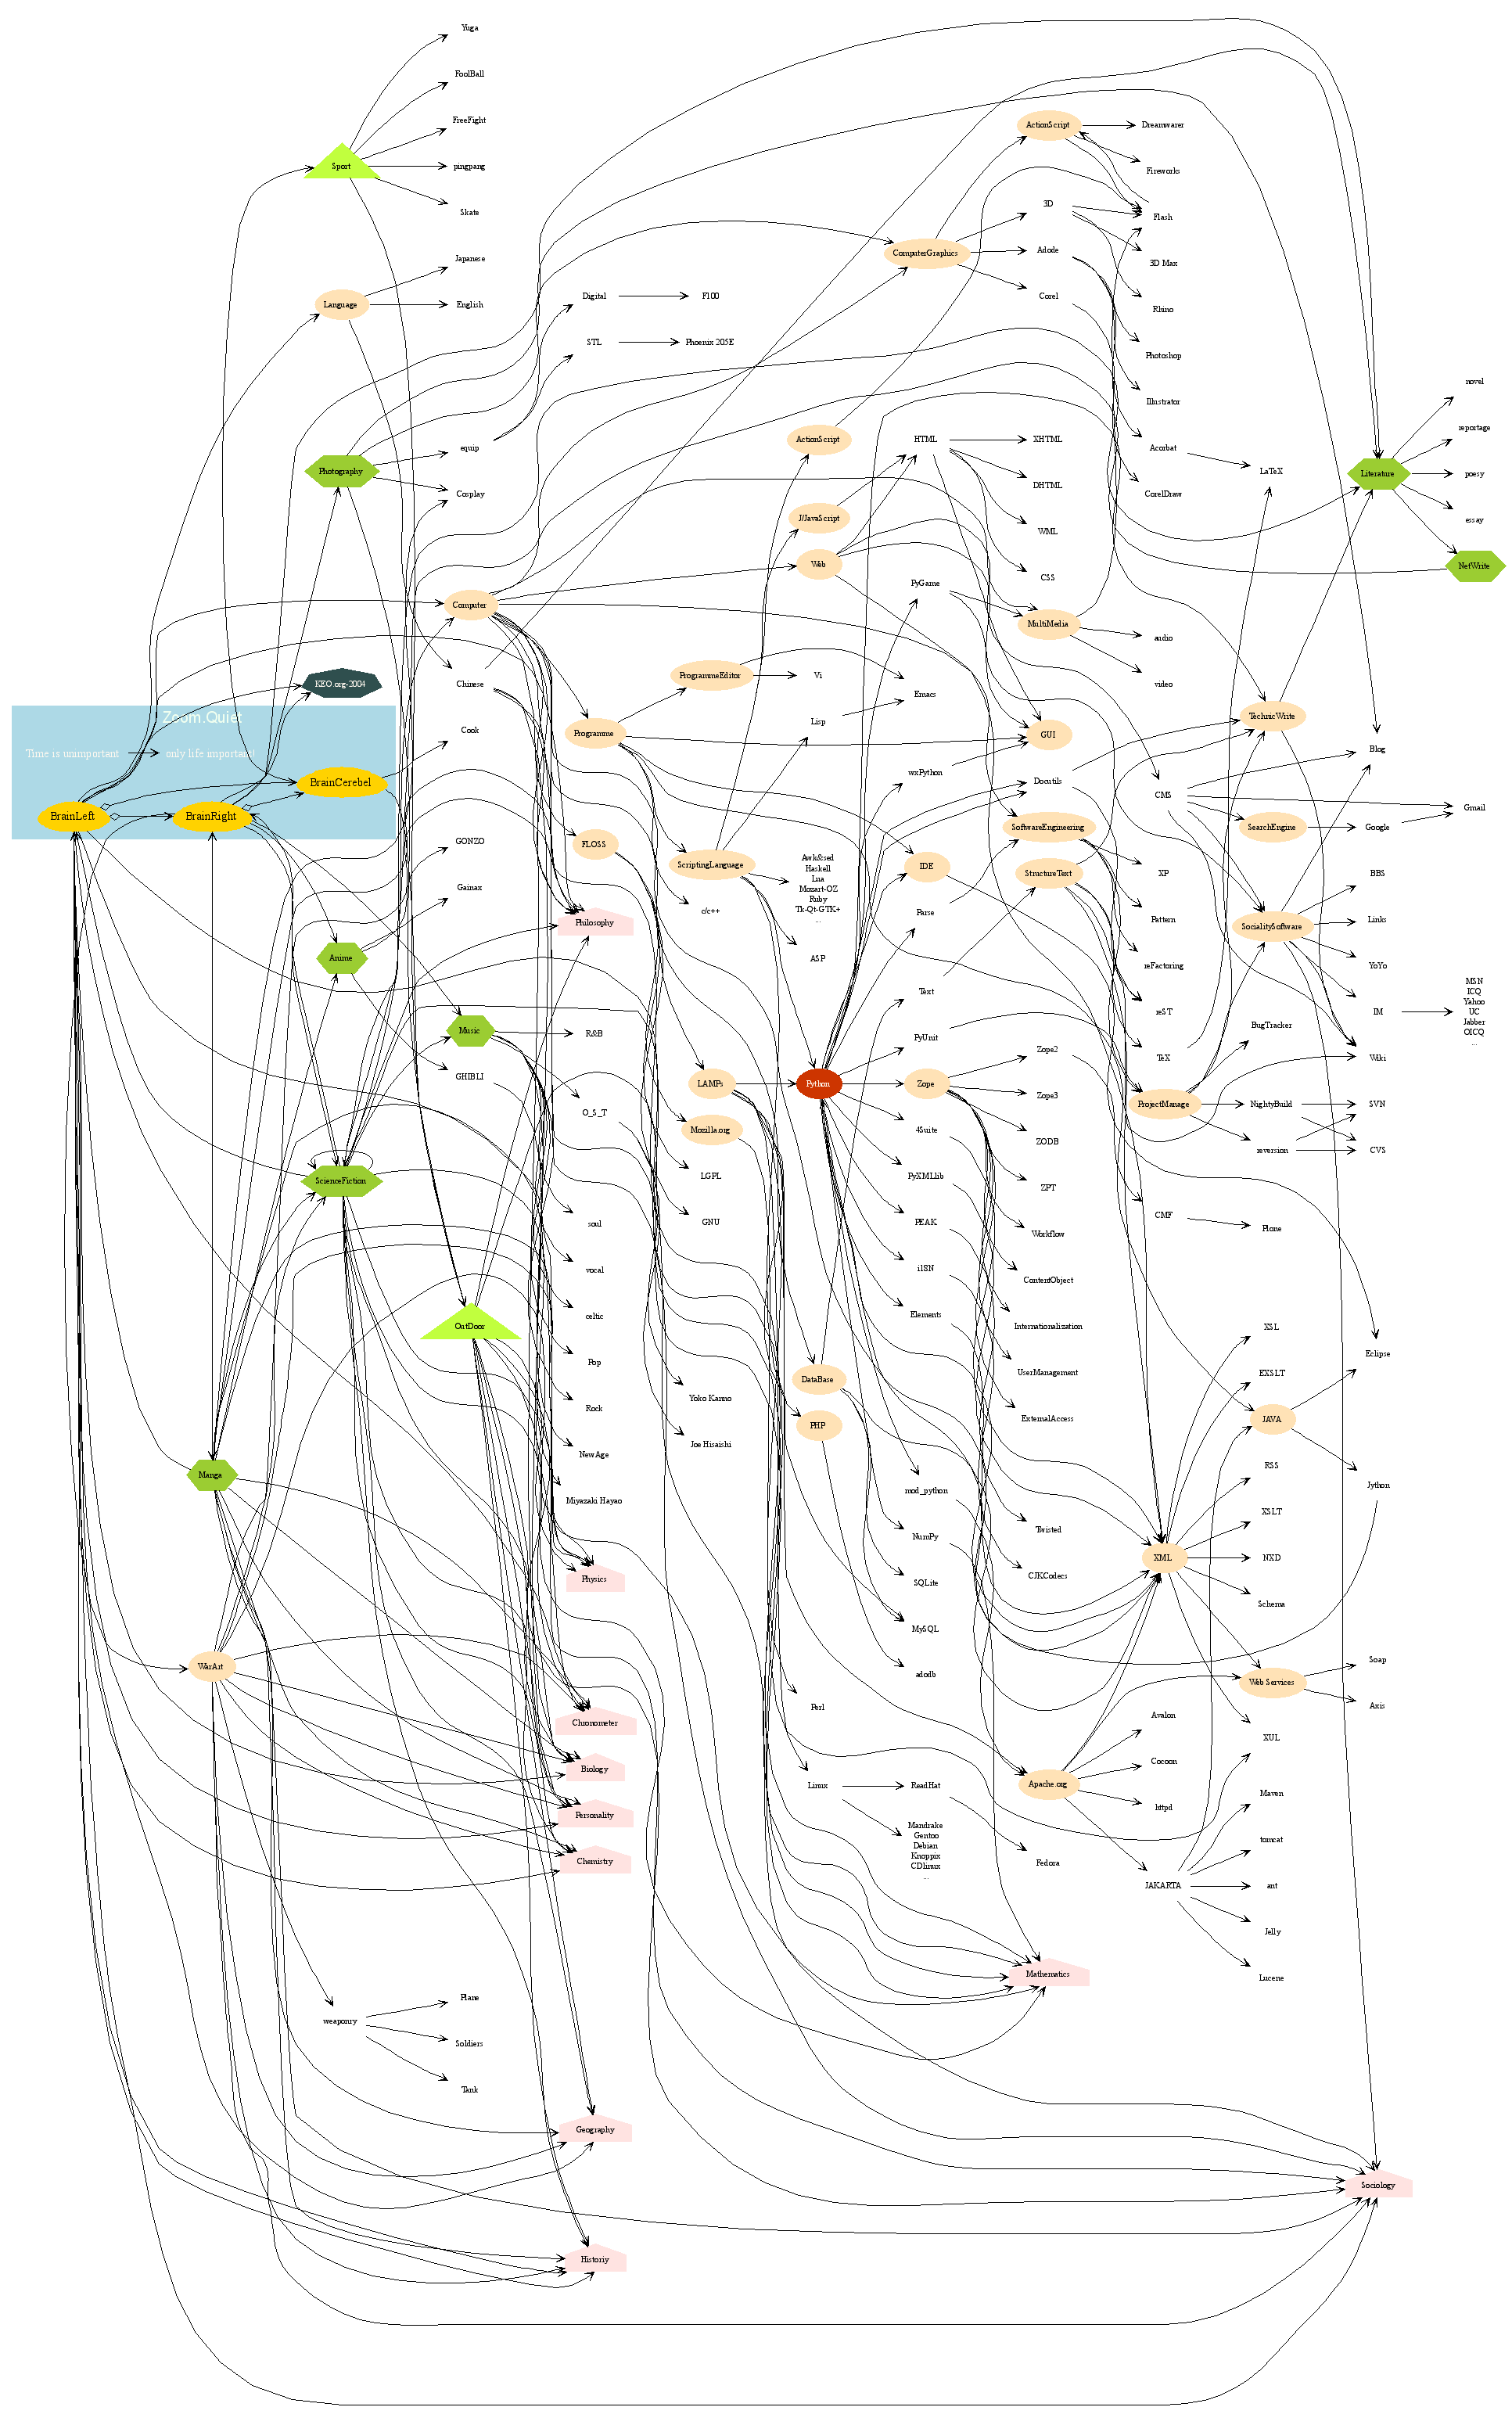 Yuga
FoolBall
FreeFight
pingpang
Skate
Sport
Japanese
English
Language
Digital
F100
STL
Phoenix 205E
equip
Cosplay
Photography
Computer
Chinese
KEO.org-2004
Zoom.Quiet
Time is unimportant
only life important!
BrainCerebel
BrainLeft
BrainRight
Cook
GONZO
Gainax
Anime
Music
GHIBLI
ScienceFiction
OutDoor
Manga
WarArt
weaponry
Plane
Soldiers
Tank
Programme
FLOSS
Philosophy
R&B
O_S_T
soul
vocal
celtic
Pop
Rock
NewAge
Miyazaki Hayao
Physics
Chronometer
Biology
Personality
Chemistry
Geography
Historiy
ProgrammeEditor
ScriptingLanguage
c/c++
LAMPs
Mozilla.org
LGPL
GNU
Yoko Kanno
Joe Hisaishi
ActionScript
J/JavaScript
Web
Vi
Lisp
Awk&sed
Haskell
Lua
Mozart-OZ
Ruby
Tk-Qt-GTK+
...
ASP
Python
DataBase
PHP
Perl
Linux
ComputerGraphics
HTML
PyGame
Emacs
wxPython
IDE
Parse
Text
PyUnit
Zope
4Suite
PyXMLlib
PEAK
i18N
Elements
mod_python
NumPy
SQLite
MySQL
adodb
ReadHat
Mandrake
Gentoo
Debian
Knoppix
CDlinux
...
ActionScript
3D
Adode
Corel
XHTML
DHTML
WML
CSS
MultiMedia
GUI
Docutils
SoftwareEngineering
StructureText
Zope2
Zope3
ZODB
ZPT
Workflow
ContentObject
Internationalization
UserManagement
ExternalAccess
Twisted
CJKCodecs
Apache.org
Fedora
Mathematics
Dreamwarer
Fireworks
Flash
3D Max
Rhino
Photoshop
Illustrator
Acorbat
CorelDraw
audio
video
CMS
XP
Pattern
reFactoring
reST
TeX
ProjectManage
CMF
XML
Avalon
Cocoon
httpd
JAKARTA
LaTeX
TechnicWrite
SearchEngine
SocialitySoftware
BugTracker
NightyBuild
reversion
Plone
XSL
EXSLT
JAVA
RSS
XSLT
NXD
Schema
Web Services
XUL
Maven
tomcat
ant
Jelly
Lucene
Literature
Blog
Google
BBS
Links
YoYo
IM
Wiki
SVN
CVS
Eclipse
Jython
Soap
Axis
Sociology
novel
reportage
poesy
essay
NetWrite
Gmail
MSN
ICQ
Yahoo
UC
Jabber
OICQ
...